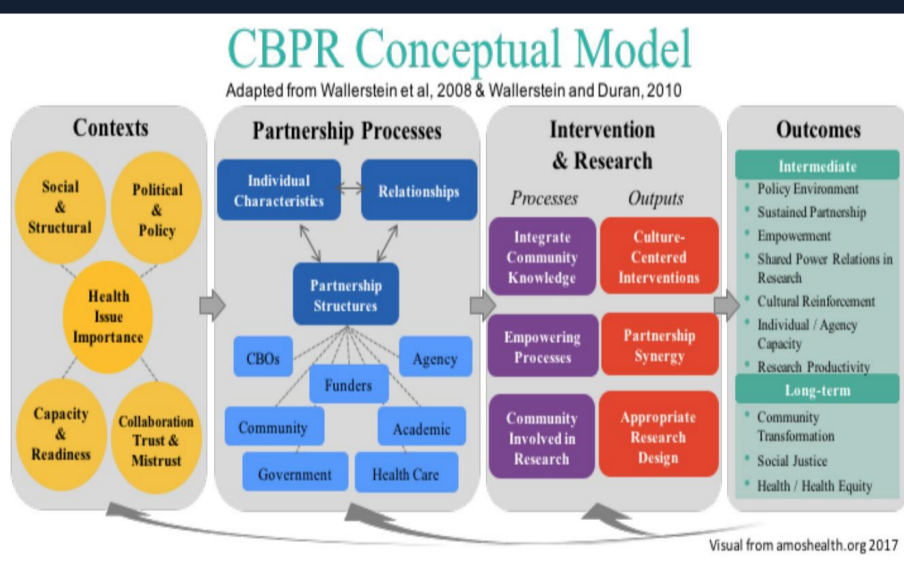 CBPR Conceptual Model
Adapted from Wallerstein et al, 2008 & Wallerstein and Duran, 2010
Contexts
Social
&
Structural
Political
&
Policy
Health
Issue
Importance
Capacity
&
Readiness
Collaboration
Trust &
Mistrust
Partnership Processes
Individual
Characteristics
Relationships
Partnership
Structures
CBOs
Agency
Funders
Community
Academic
Government
Health Care
Intervention
& Research
Processes
Outputs
Integrate
Community
Knowledge
Culture-
Centered
Interventions
Empowering
Processes
Partnership
Synergy
Community
Involved in
Research
Appropriate
Research
Design
Outcomes
Intermediate
• Policy Environment
• Sustained Partnership
• Empowerment
• Shared Power Relations in
Research
• Cultural Reinforcement
• Individual / Agency
Capacity
• Research Productivity
Long-term
• Community
Transformation
• Social Justice
• Health / Health Equity
Visual from amoshealth.org 2017